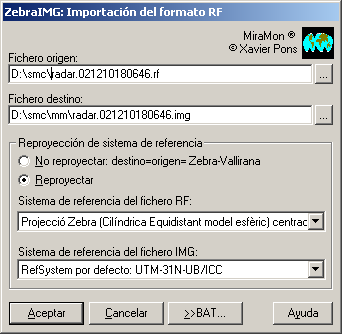 ZebraIMG: Importación del formato RF
MiraMon ®
© Xavier Pons
Fichero origen:
D:\smc\radar.021210180646.rf
...
Fichero destino:
D:\smc\mm\radar.021210180646.img
...
Reproyección de sistema de referencia
No reproyectar: destino=origen= Zebra-Vallirana
Reproyectar
Sistema de referencia del fichero RF:
Projecció Zebra (Cilíndrica Equidistant model esfèric) centrac
Sistema de referencia del fichero IMG:
RefSystem por defecto: UTM-31N-UB/ICC
Aceptar
Cancelar
>>BAT...
Ayuda